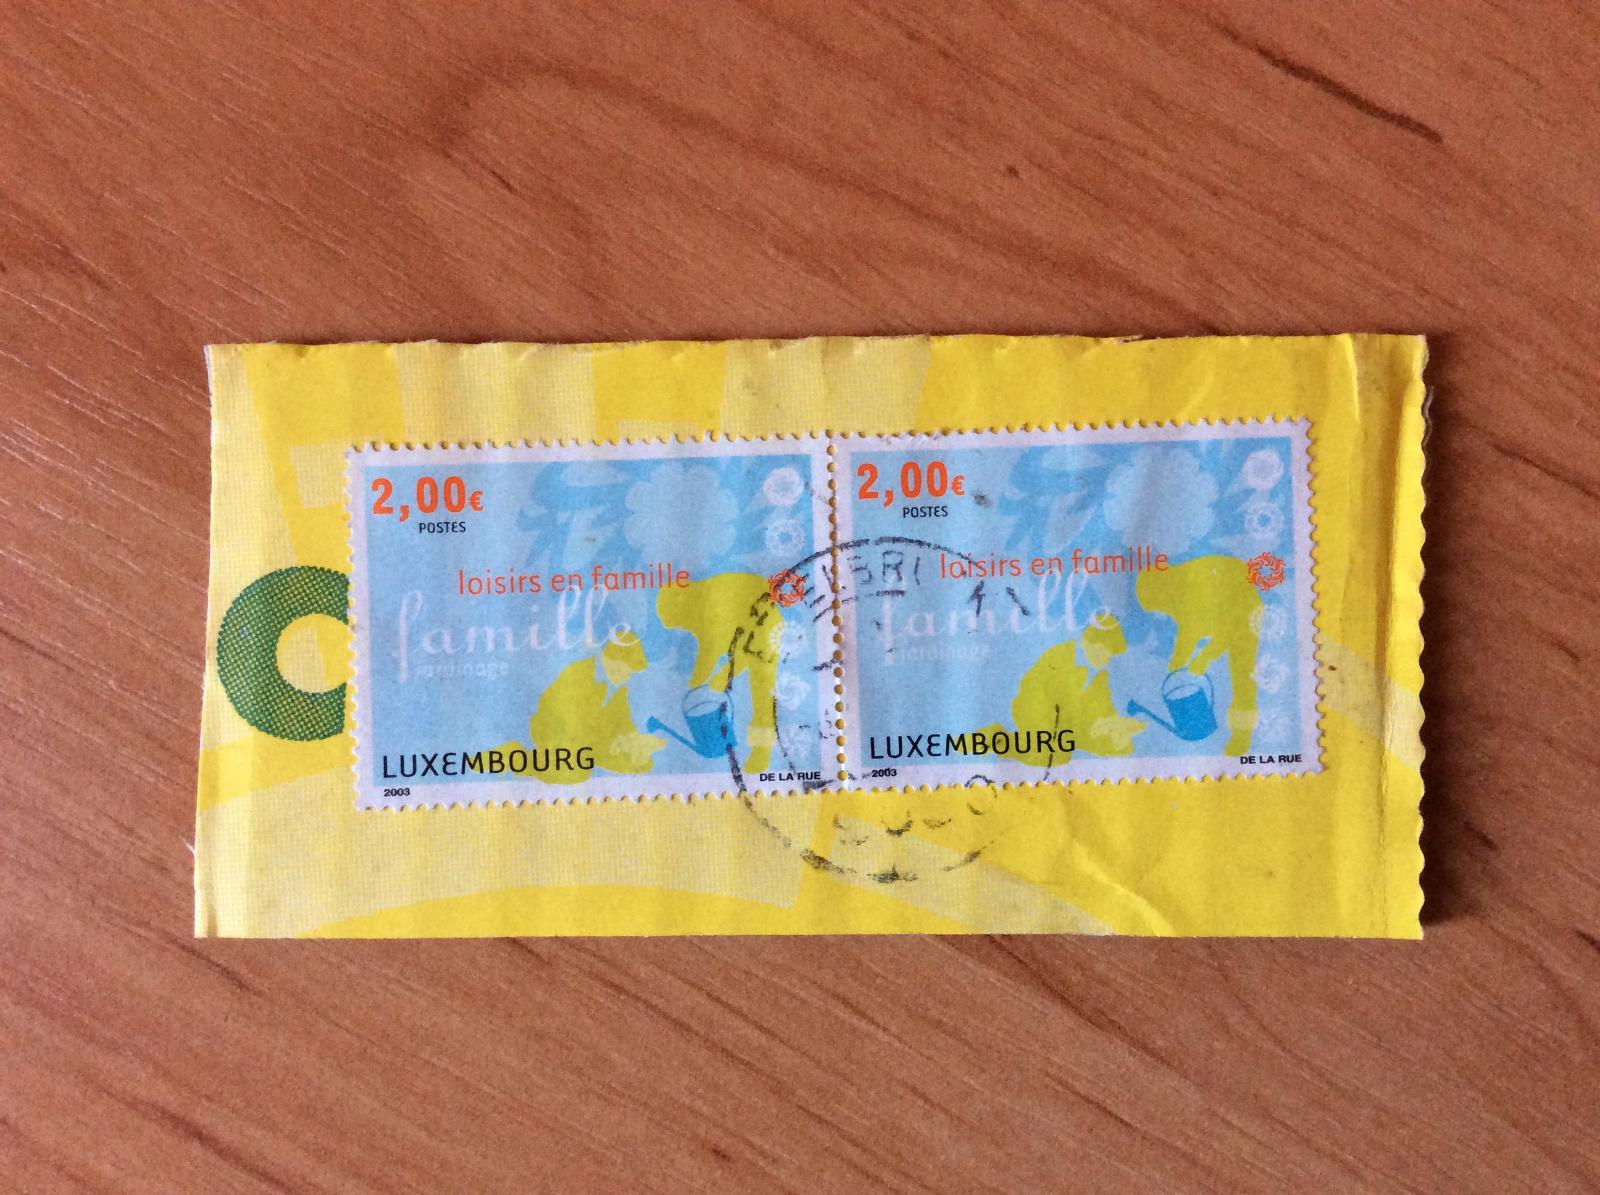 2,00€
POSTES
loisirs en famille
famille
jardinage
LUXEMBOURG
2003
DE LA RUE
2,00€
POSTES
loisirs en famille
famille
jardinage
LUXEMBOURG
2003
DE LA RUE